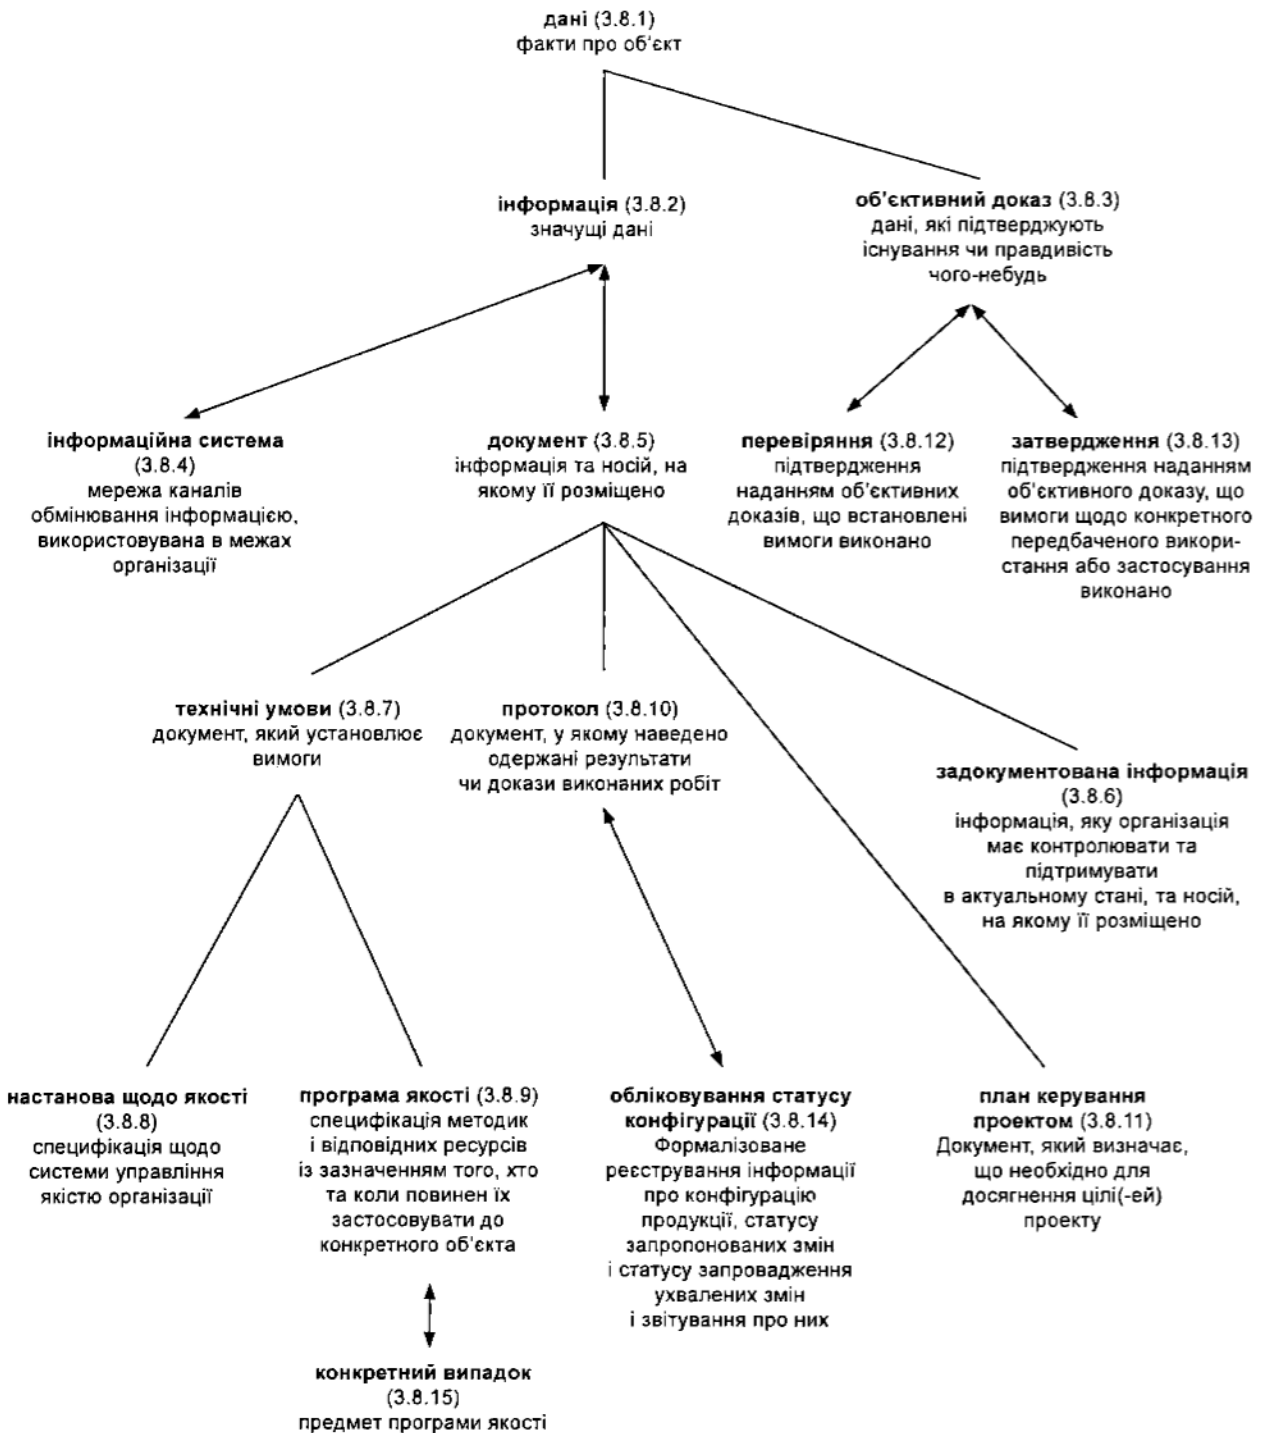 дані (3.8.1)
факти про об'єкт
інформація (3.8.2)
значущі дані
об'єктивний доказ (3.8.3)
дані, які підтверджують
існування чи правдивість
чого-небудь
інформаційна система
(3.8.4)
мережа каналів
обмінювання інформацією,
використовувана в межах
організації
документ (3.8.5)
інформація та носій, на
якому її розміщено
перевіряння (3.8.12)
підтвердження
наданням об'єктивних
доказів, що встановлені
вимоги виконано
затвердження (3.8.13)
підтвердження наданням
об'єктивного доказу, що
вимоги щодо конкретного
передбаченого викори-
стання або застосування
виконано
технічні умови (3.8.7)
документ, який установлює
вимоги
протокол (3.8.10)
документ, у якому наведено
одержані результати
чи докази виконаних робіт
задокументована інформація
(3.8.6)
інформація, яку організація
має контролювати та
підтримувати
в актуальному стані, та носій,
на якому її розміщено
настанова щодо якості
(3.8.8)
специфікація щодо
системи управління
якістю організації
програма якості (3.8.9)
специфікація методик
і відповідних ресурсів
із зазначенням того, хто
та коли повинен їх
застосовувати до
конкретного об'єкта
обліковування статусу
конфігурації (3.8.14)
Формалізоване
реєстрування інформації
про конфігурацію
продукції, статусу
запропонованих змін
і статусу запровадження
ухвалених змін
і звітування про них
план керування
проектом (3.8.11)
Документ, який визначає,
що необхідно для
досягнення цілі(-ей)
проекту
конкретний випадок
(3.8.15)
предмет програми якості